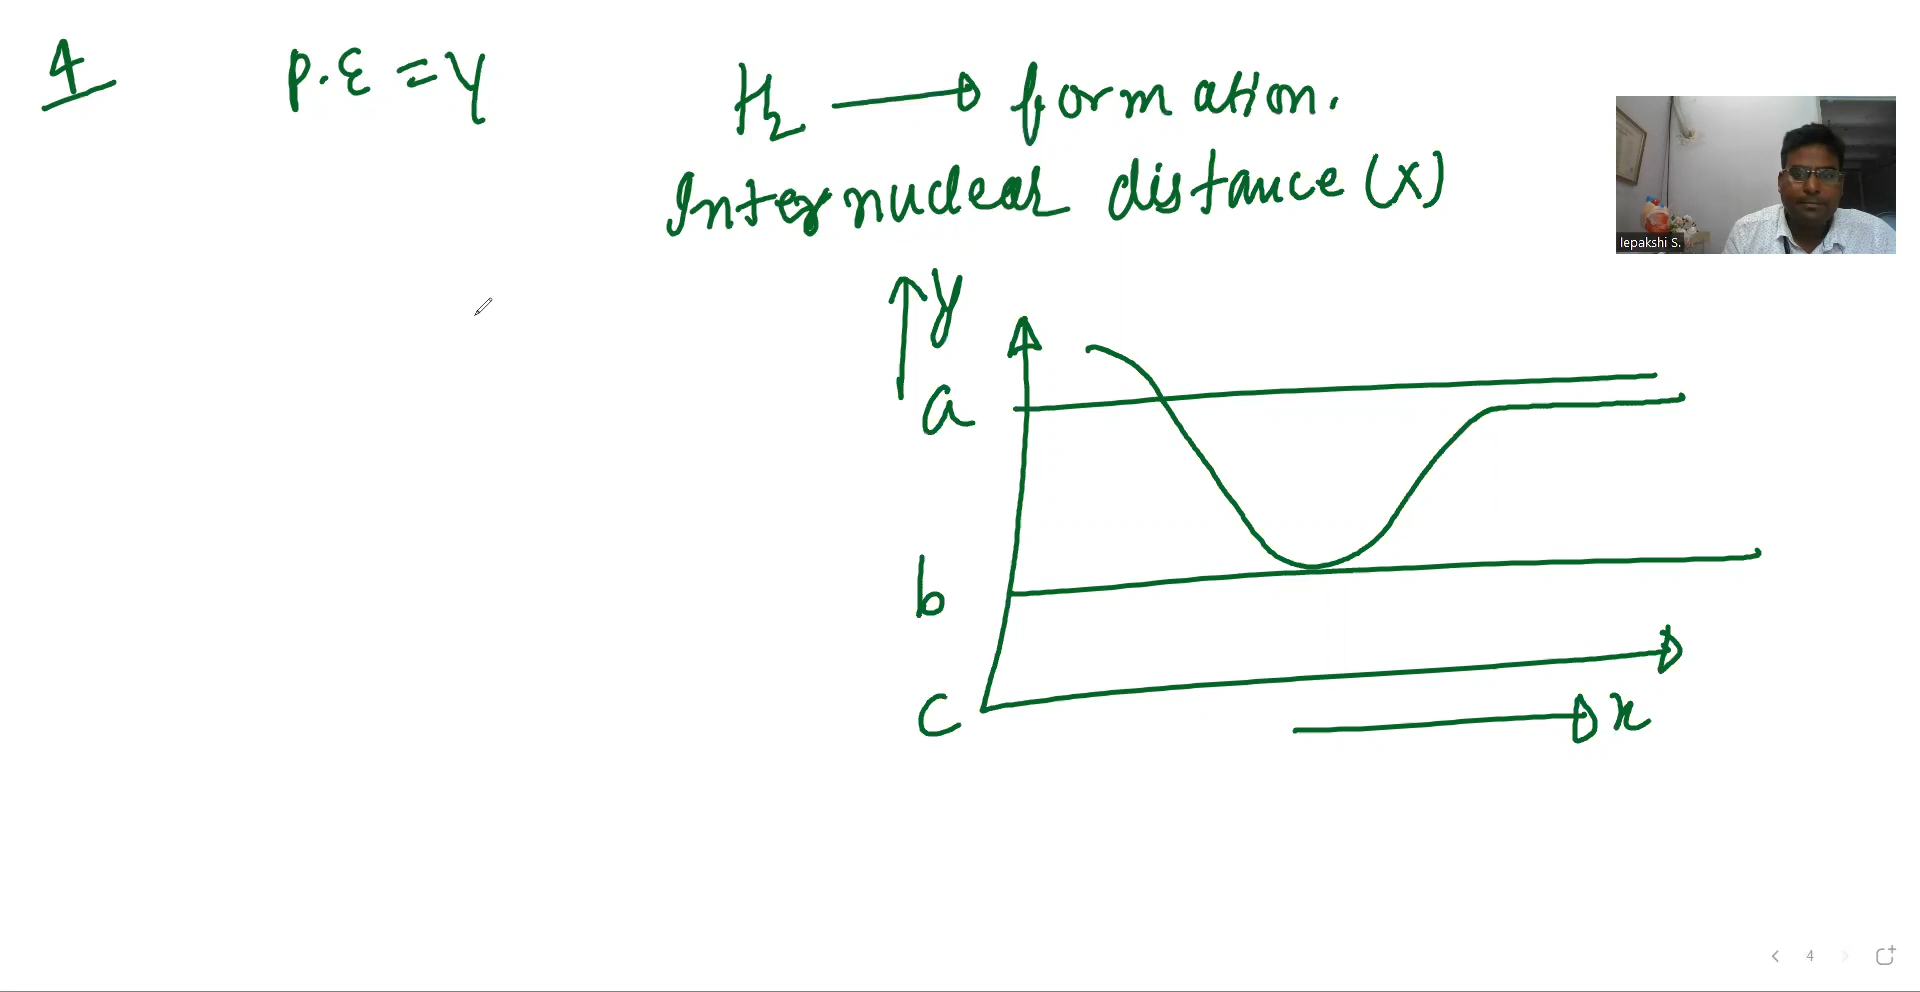 4
P.E = y
H2 → formation.
Internuclear distance (x)
y
a
b
c
x
lepakshi S.
4